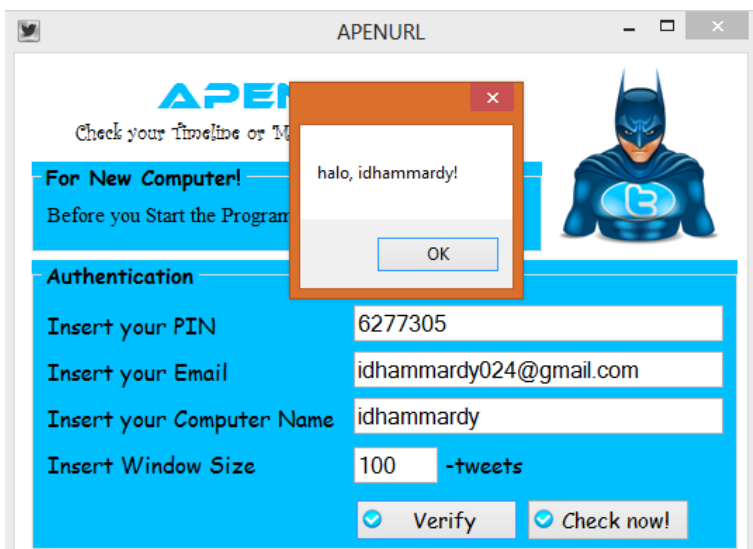 APENURL
Check your Timeline or
For New Computer!
Before you Start the Program
halo, idhammardy!
OK
Authentication
Insert your PIN
6277305
Insert your Email
idhammardy024@gmail.com
Insert your Computer Name
idhammardy
Insert Window Size
100
-tweets
Verify
Check now!